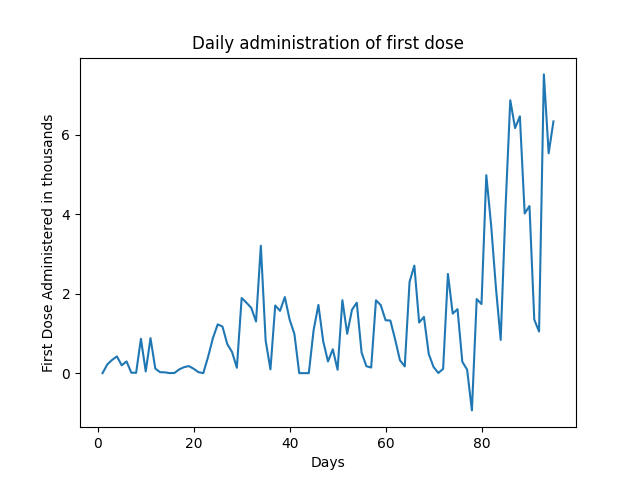 Daily administration of first dose
First Dose Administered in thousands
6
4
2
0
0 20 40 60 80
Days